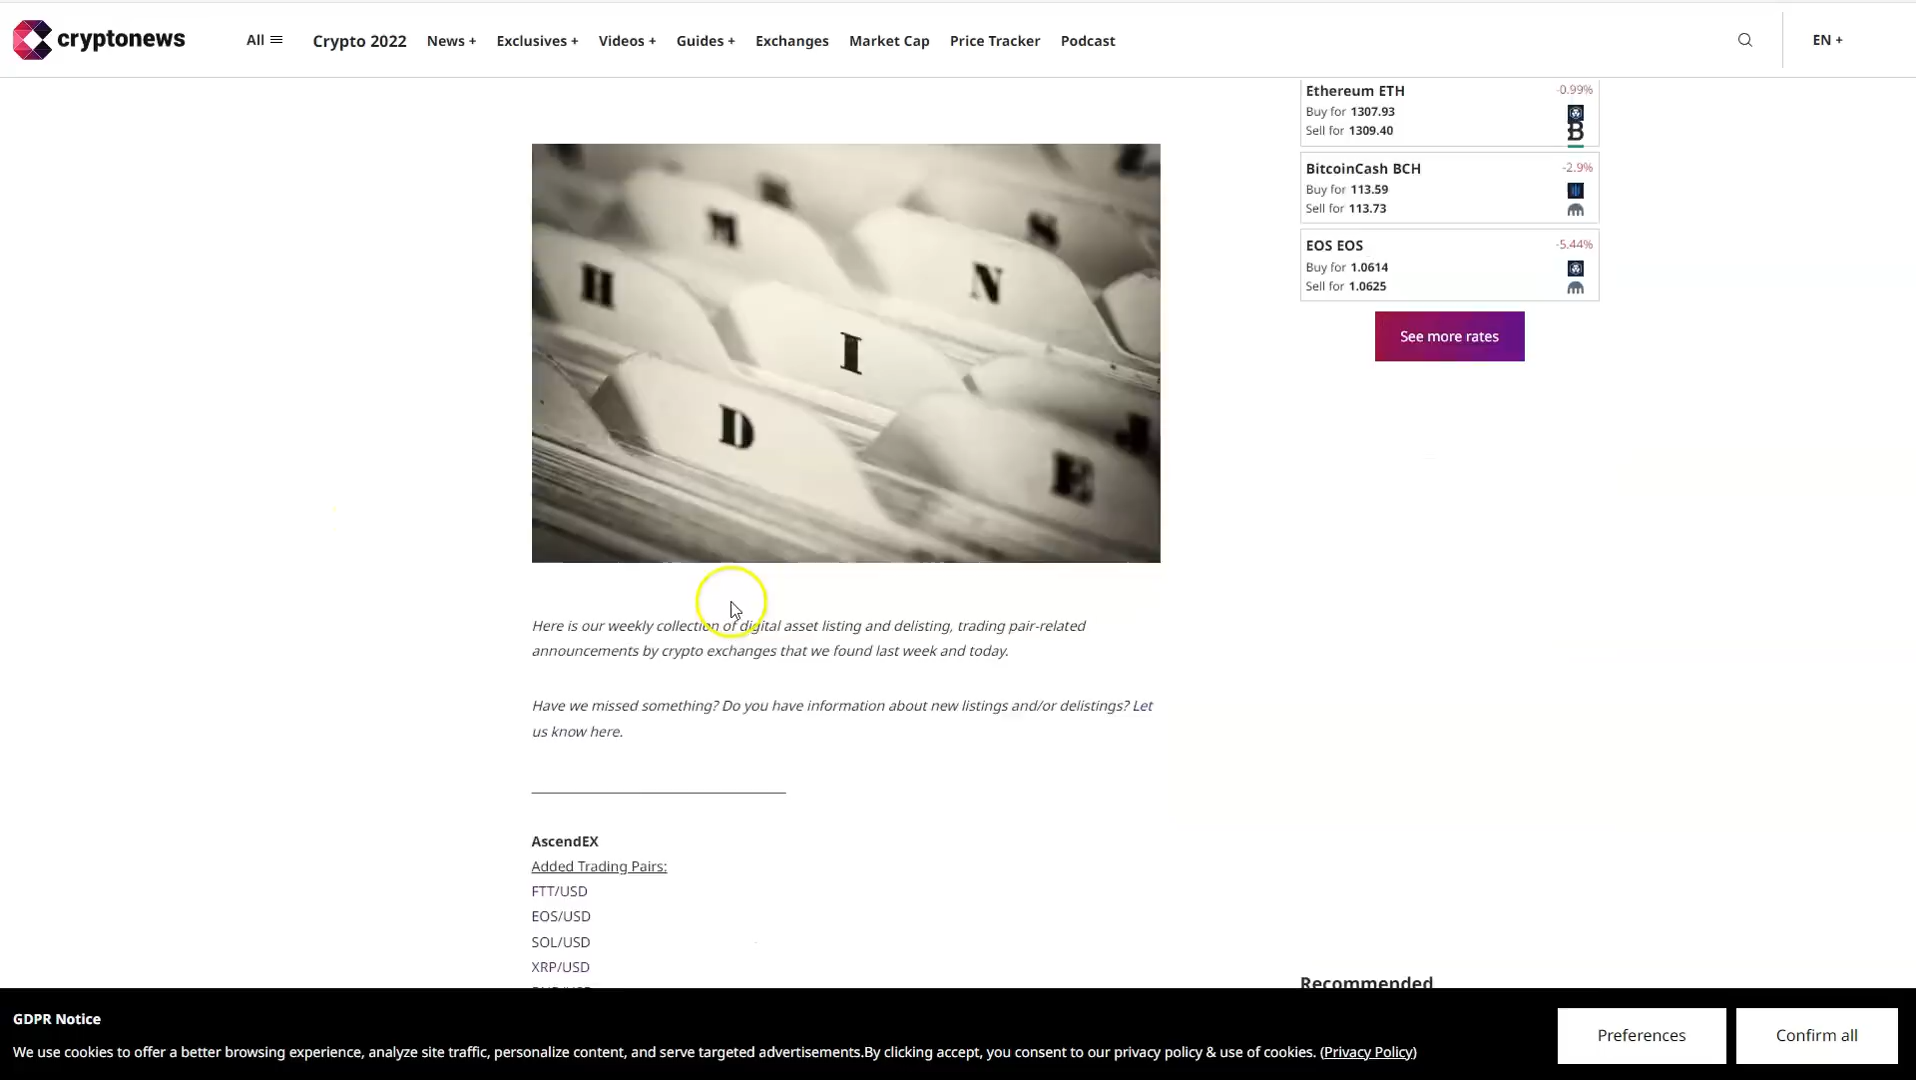 cryptonews
All
Crypto 2022
News +
Exclusives +
Videos +
Guides +
Exchanges
Market Cap
Price Tracker
Podcast
EN +
Ethereum ETH
-0.99%
Buy for 1307.93
Sell for 1309.40
BitcoinCash BCH
-2.9%
Buy for 113.59
Sell for 113.73
EOS EOS
-5.44%
Buy for 1.0614
Sell for 1.0625
See more rates
M
S
H
N
I
D
E
J
Here is our weekly collection of digital asset listing and delisting, trading pair-related
announcements by crypto exchanges that we found last week and today.
Have we missed something? Do you have information about new listings and/or delistings? Let
us know here.
AscendEX
Added Trading Pairs:
FTT/USD
EOS/USD
SOL/USD
XRP/USD
Recommended
GDPR Notice
We use cookies to offer a better browsing experience, analyze site traffic, personalize content, and serve targeted advertisements.By clicking accept, you consent to our privacy policy & use of cookies. (Privacy Policy)
Preferences
Confirm all